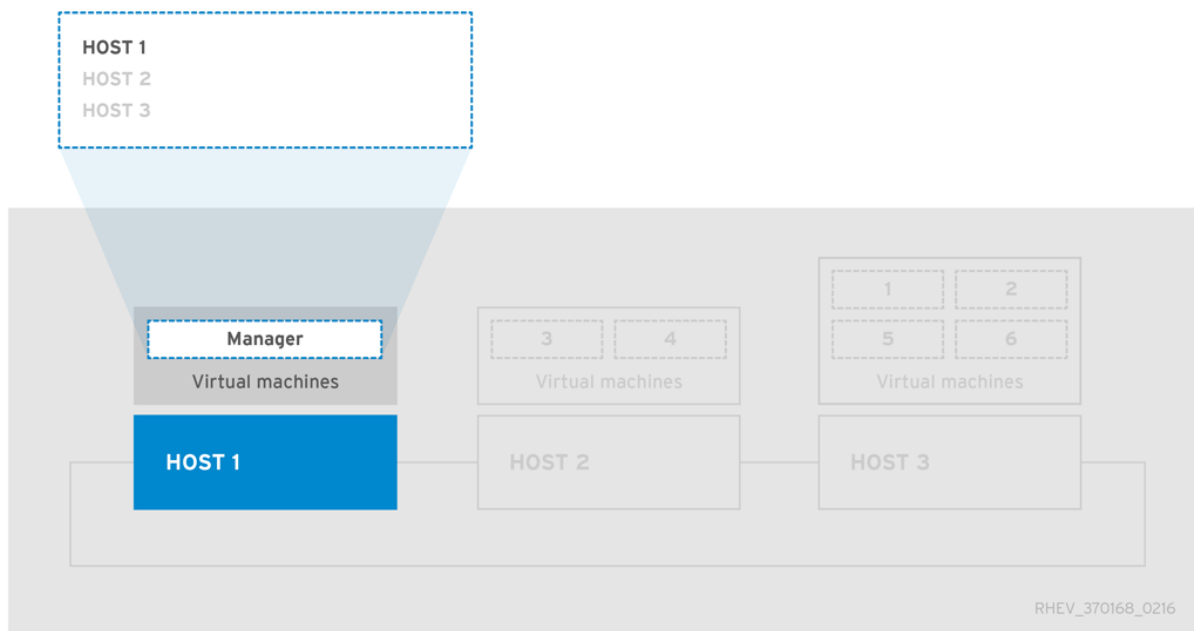 HOST 1
HOST 2
HOST 3
1 2
Manager 3 4 5 6
Virtual machines Virtual machines Virtual machines
HOST 1 HOST 2 HOST 3
RHEV_370168_0216